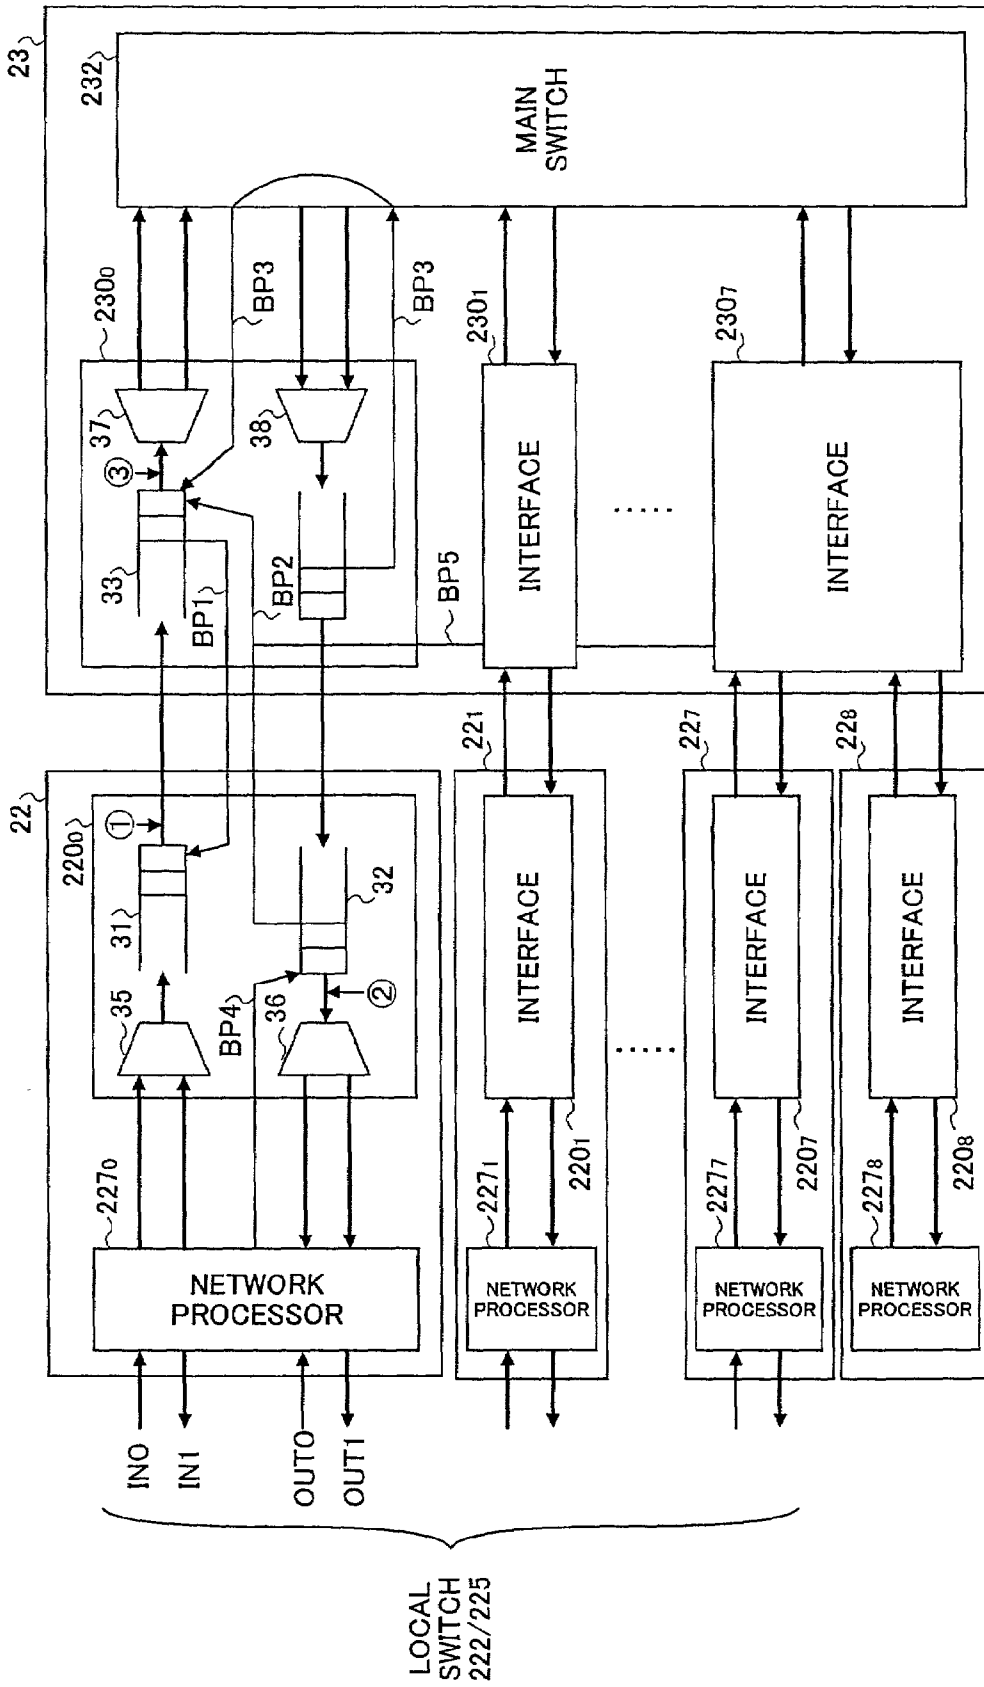 23
232
MAIN
SWITCH
230₀
BP3
BP3
37
38
③
33
BP1
BP2
BP5
230₁
INTERFACE
230₇
INTERFACE
22
220₀
①
31
32
35
36
BP4
②
227₀
NETWORK
PROCESSOR
IN0
IN1
OUT0
OUT1
22₁
INTERFACE
220₁
227₁
NETWORK
PROCESSOR
22₇
INTERFACE
220₇
227₇
NETWORK
PROCESSOR
22₈
INTERFACE
220₈
227₈
NETWORK
PROCESSOR
LOCAL
SWITCH
222/225